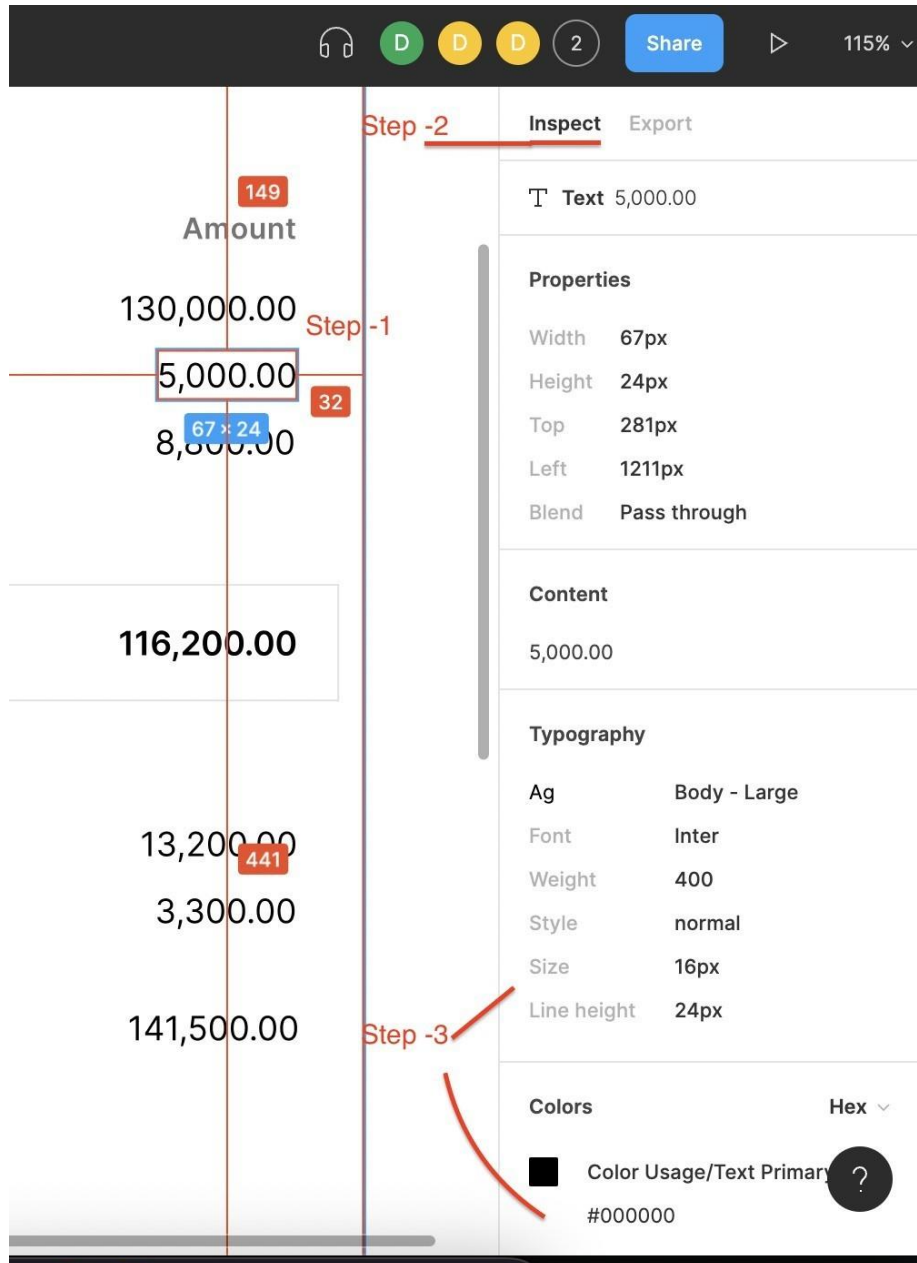 D D D 2 Share 115%
Step -2
Inspect Export
149
Amount
T Text 5,000.00
130,000.00
Step -1
5,000.00
32
67 × 24
8,800.00
116,200.00
13,200.00
441
3,300.00
141,500.00
Step -3
Properties
Width 67px
Height 24px
Top 281px
Left 1211px
Blend Pass through
Content
5,000.00
Typography
Ag Body - Large
Font Inter
Weight 400
Style normal
Size 16px
Line height 24px
Colors Hex
Color Usage/Text Primary
?
#000000